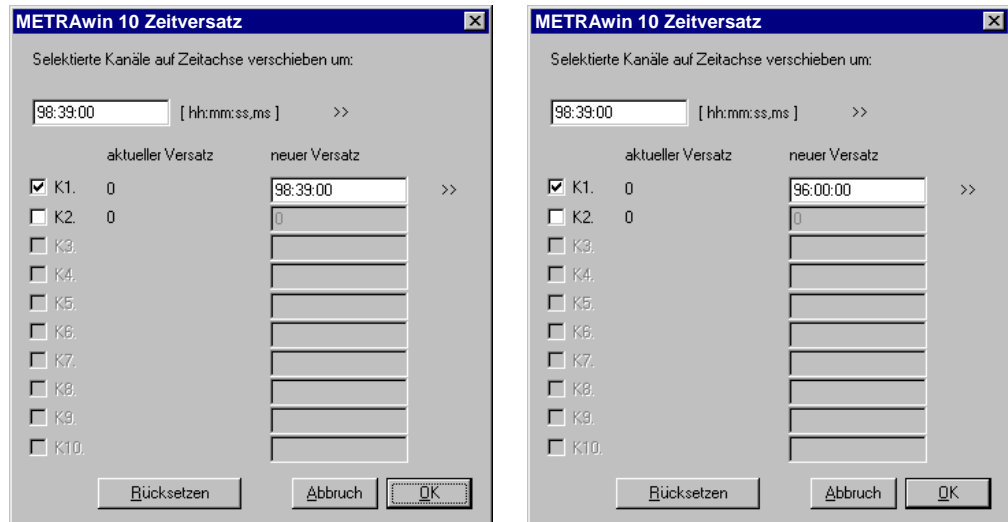 METRAwin 10 Zeitversatz
Selektierte Kanäle auf Zeitachse verschieben um:
98:39:00 [ hh:mm:ss,ms ] >>
aktueller Versatz neuer Versatz
K1. 0 98:39:00 >>
K2. 0 0
K3.
K4.
K5.
K6.
K7.
K8.
K9.
K10.
Rücksetzen Abbruch OK
METRAwin 10 Zeitversatz
Selektierte Kanäle auf Zeitachse verschieben um:
98:39:00 [ hh:mm:ss,ms ] >>
aktueller Versatz neuer Versatz
K1. 0 96:00:00 >>
K2. 0 0
K3.
K4.
K5.
K6.
K7.
K8.
K9.
K10.
Rücksetzen Abbruch OK